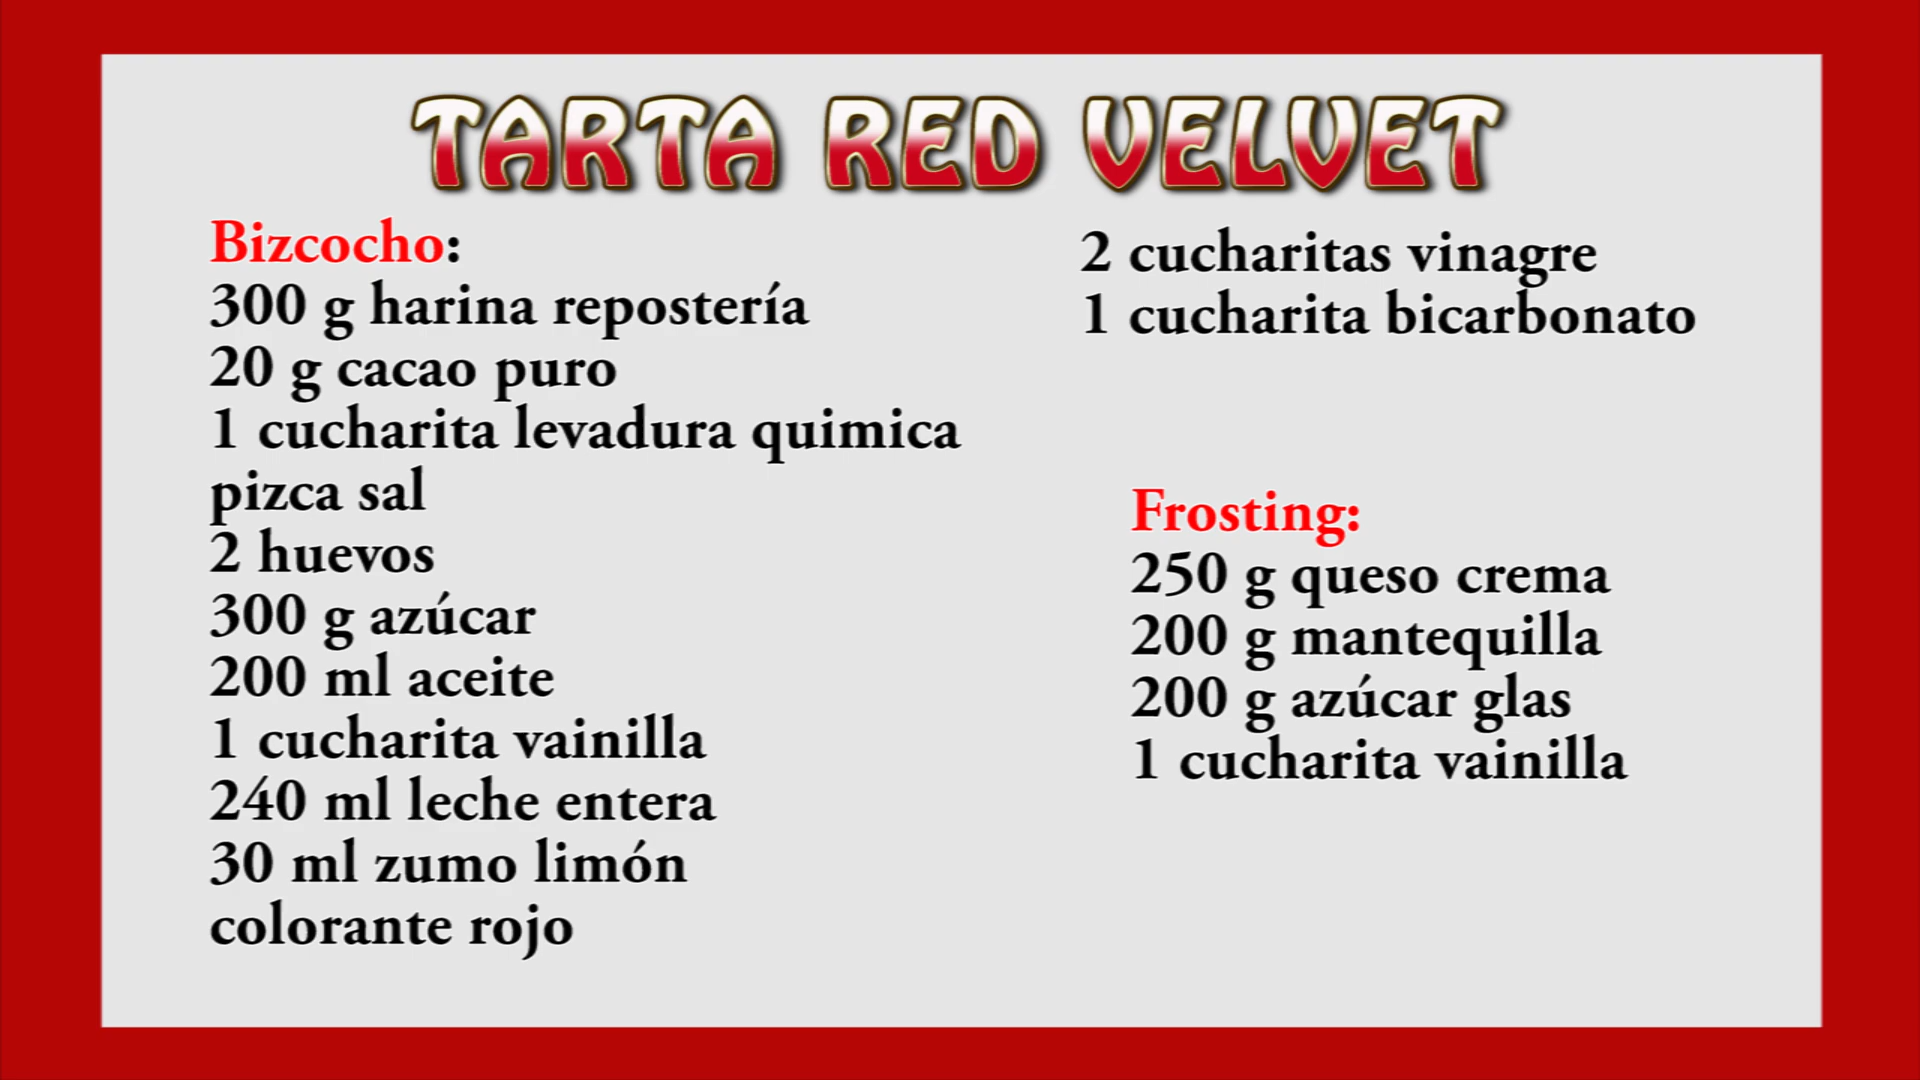 TARTA RED VELVET
Bizcocho:
300 g harina repostería
20 g cacao puro
1 cucharita levadura quimica
pizca sal
2 huevos
300 g azúcar
200 ml aceite
1 cucharita vainilla
240 ml leche entera
30 ml zumo limón
colorante rojo
2 cucharitas vinagre
1 cucharita bicarbonato
Frosting:
250 g queso crema
200 g mantequilla
200 g azúcar glas
1 cucharita vainilla